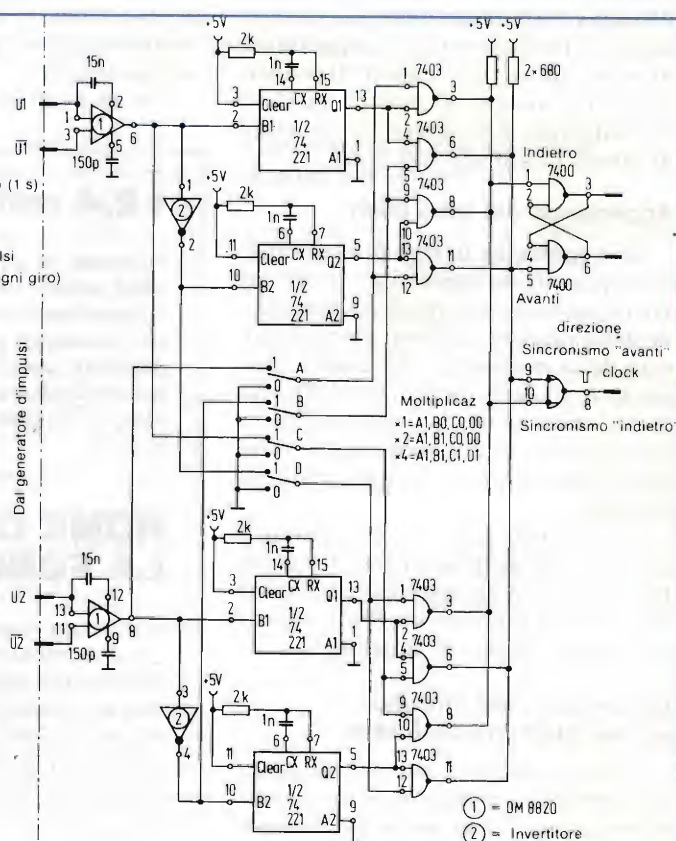 +5V
2k
1n
14
15
3
Clear
CX RX
Q1
13
2
B1
1/2
74
221
A1
1
15n
U1
1
2
1
3
6
5
U1
150p
(1 s)
1
2
2
+5V
2k
1n
6
7
11
Clear
CX RX
Q2
5
10
B2
1/2
74
221
A2
9
+5V +5V
2×680
7403
1
2
3
7403
4
5
6
7403
9
10
8
7403
13
12
11
Indietro
7400
1
2
3
4
5
6
7400
Avanti
direzione
Sincronismo "avanti"
clock
9
10
8
Sincronismo "indietro"
ogni giro)
Dal generatore d'impulsi
1 A
0
1 B
0
1 C
0
1 D
0
Moltiplicaz
×1=A1,B0,C0,D0
×2=A1,B1,C0,D0
×4=A1,B1,C1,D1
+5V
2k
1n
14
15
3
Clear
CX RX
Q1
13
2
B1
1/2
74
221
A1
1
15n
U2
13
12
1
11
8
9
U2
150p
3
2
4
+5V
2k
1n
6
7
11
Clear
CX RX
Q2
5
10
B2
1/2
74
221
A2
9
7403
1
2
3
7403
4
5
6
7403
9
10
8
7403
13
12
11
1 = DM 8820
2 = Invertitore